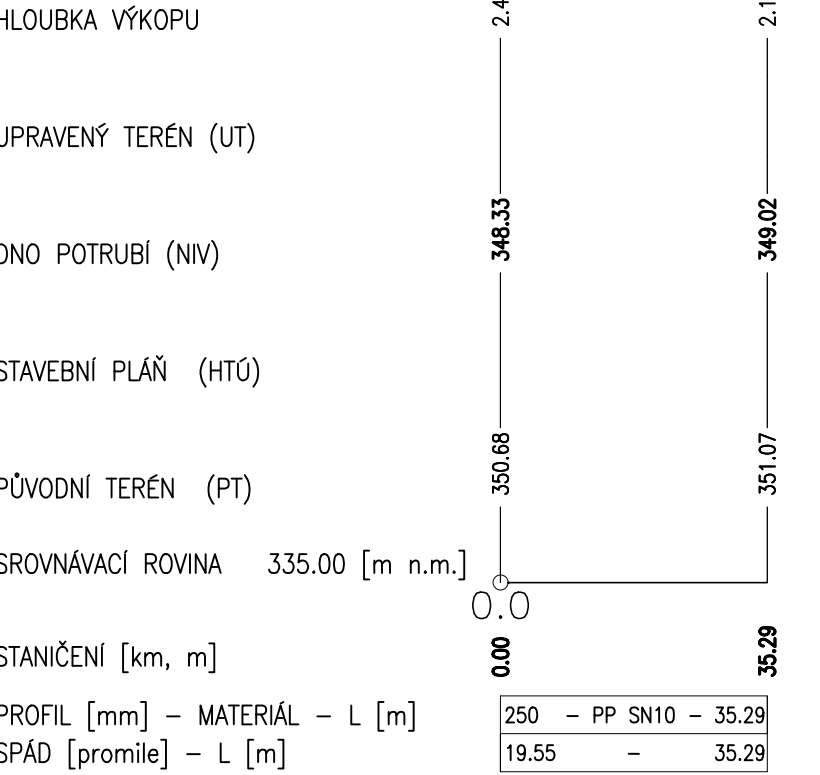 HLOUBKA VÝKOPU 2.4 2.1
UPRAVENÝ TERÉN (UT)
DNO POTRUBÍ (NIV) 348.33 349.02
STAVEBNÍ PLÁŇ (HTÚ)
PŮVODNÍ TERÉN (PT) 350.68 351.07
SROVNÁVACÍ ROVINA 335.00 [m n.m.]
0.0
STANIČENÍ [km, m] 0.00 35.29
PROFIL [mm] – MATERIÁL – L [m] 250 – PP SN10 – 35.29
SPÁD [promile] – L [m] 19.55 – 35.29